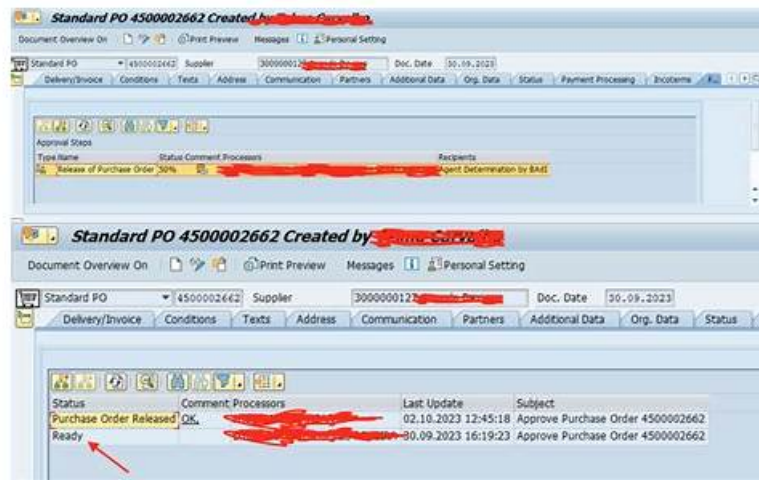 Standard PO 4500002662 Created by
Document Overview On Print Preview Messages Personal Setting
Standard PO 4500002662 Supplier Doc. Date 30.09.2023
Delivery/Invoice Conditions Texts Address Communication Partners Additional Data Org. Data Status Payment Processing Incoterms
Approval Steps
Type Name Status Comment Processors Recipients
Release of Purchase Order 50% Agent Determination by BAdI
Standard PO 4500002662 Created by
Document Overview On Print Preview Messages Personal Setting
Standard PO 4500002662 Supplier 3000000127 Doc. Date 30.09.2023
Delivery/Invoice Conditions Texts Address Communication Partners Additional Data Org. Data Status
Status Comment Processors Last Update Subject
Purchase Order Released OK, 02.10.2023 12:45:18 Approve Purchase Order 4500002662
Ready 30.09.2023 16:19:23 Approve Purchase Order 4500002662